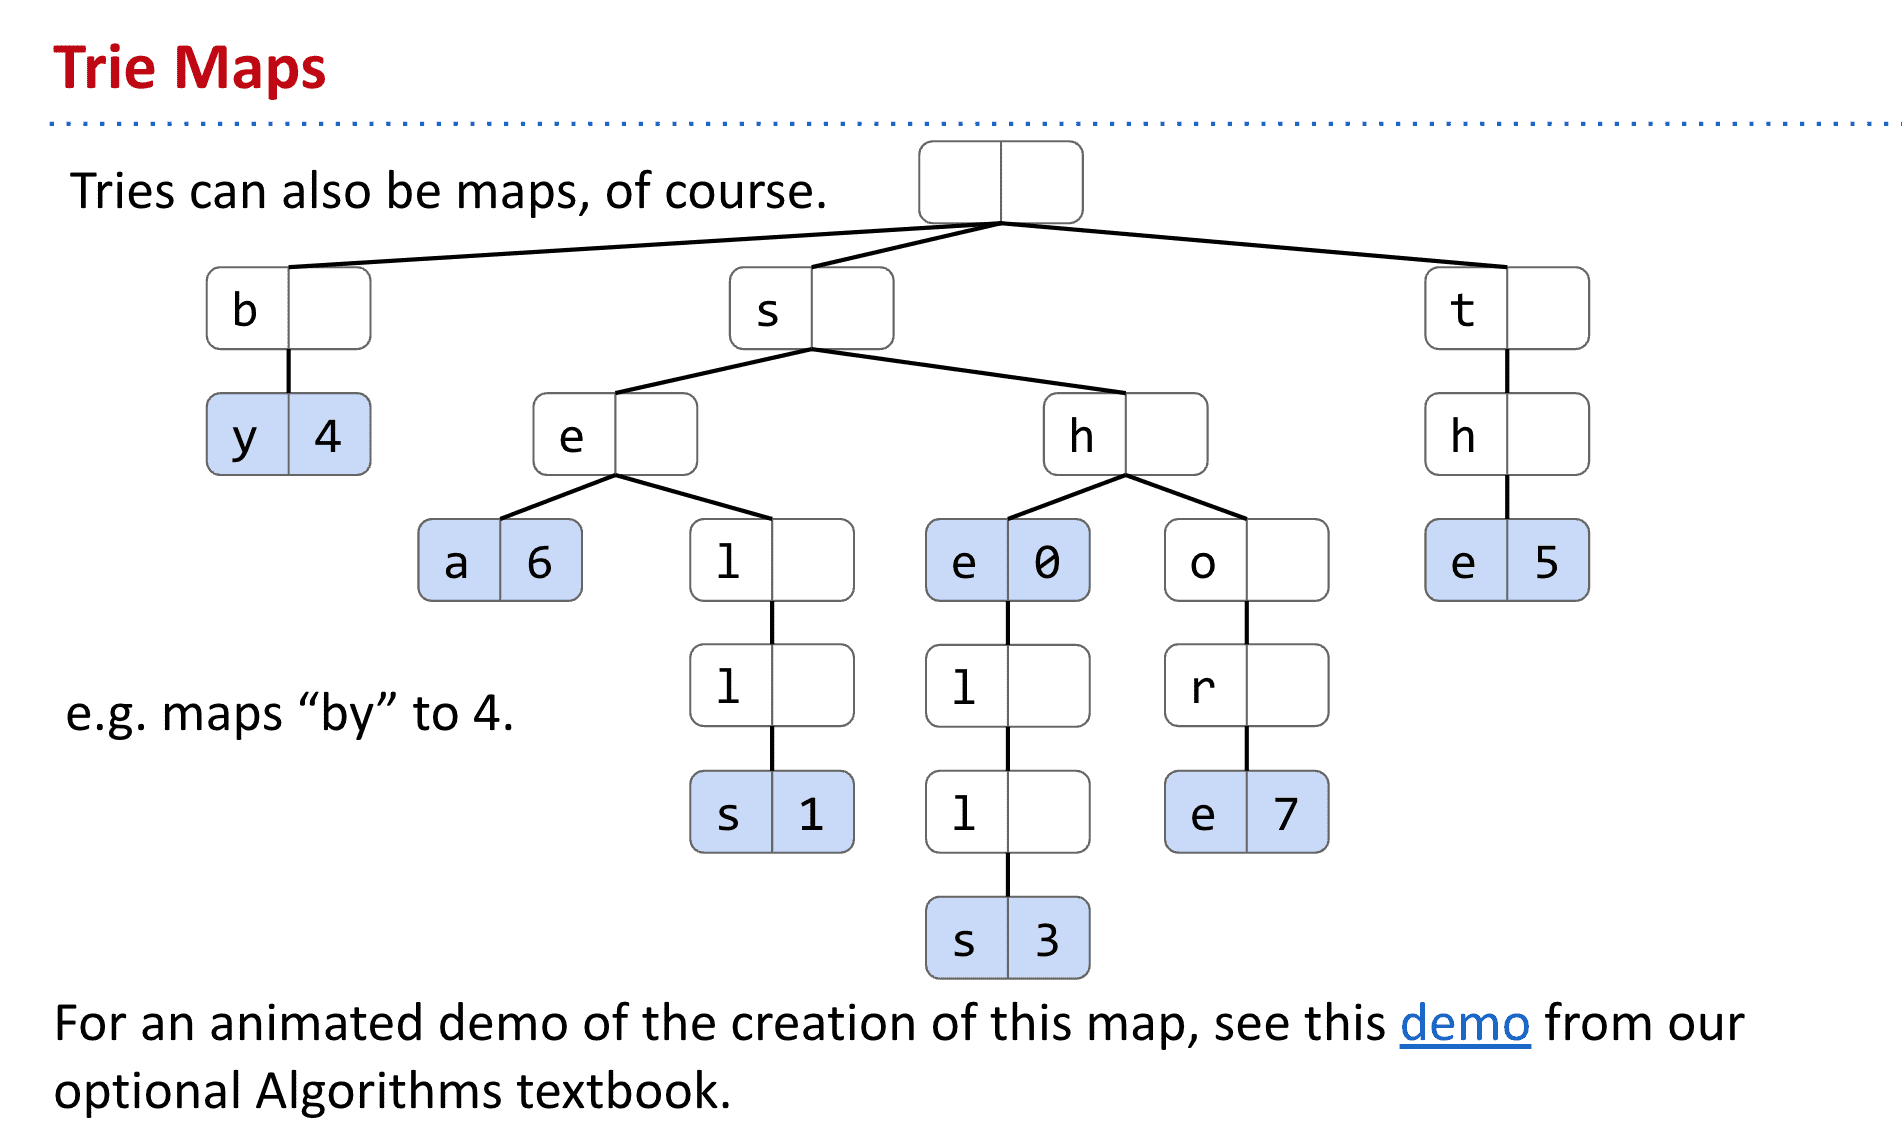 Trie Maps
Tries can also be maps, of course.
b s t
y 4 e h h
a 6 l e 0 o e 5
l l r
e.g. maps “by” to 4.
s 1 l e 7
s 3
For an animated demo of the creation of this map, see this demo from our
optional Algorithms textbook.